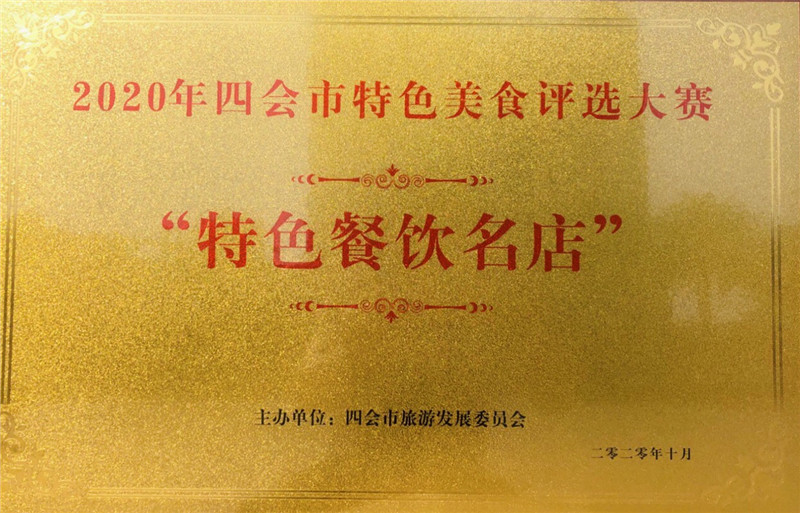 2020年四会市特色美食评选大赛
“特色餐饮名店”
主办单位：四会市旅游发展委员会
二零二零年十月